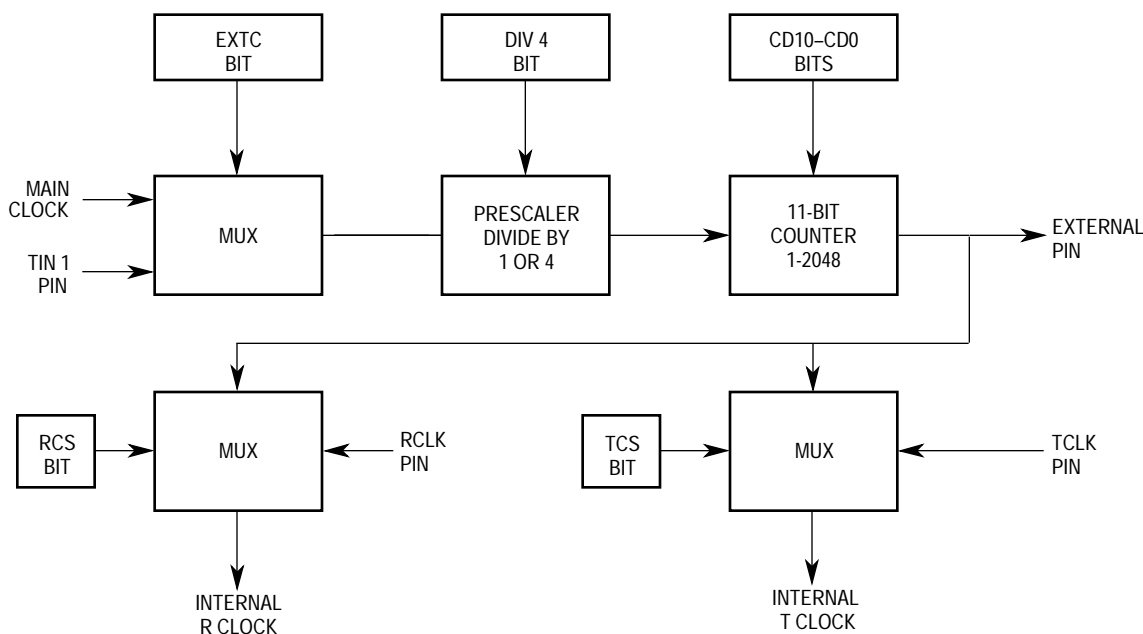 EXTC
BIT
DIV 4
BIT
CD10–CD0
BITS
MAIN
CLOCK
TIN 1
PIN
MUX
PRESCALER
DIVIDE BY
1 OR 4
11-BIT
COUNTER
1-2048
EXTERNAL
PIN
RCS
BIT
MUX
RCLK
PIN
TCS
BIT
MUX
TCLK
PIN
INTERNAL
R CLOCK
INTERNAL
T CLOCK